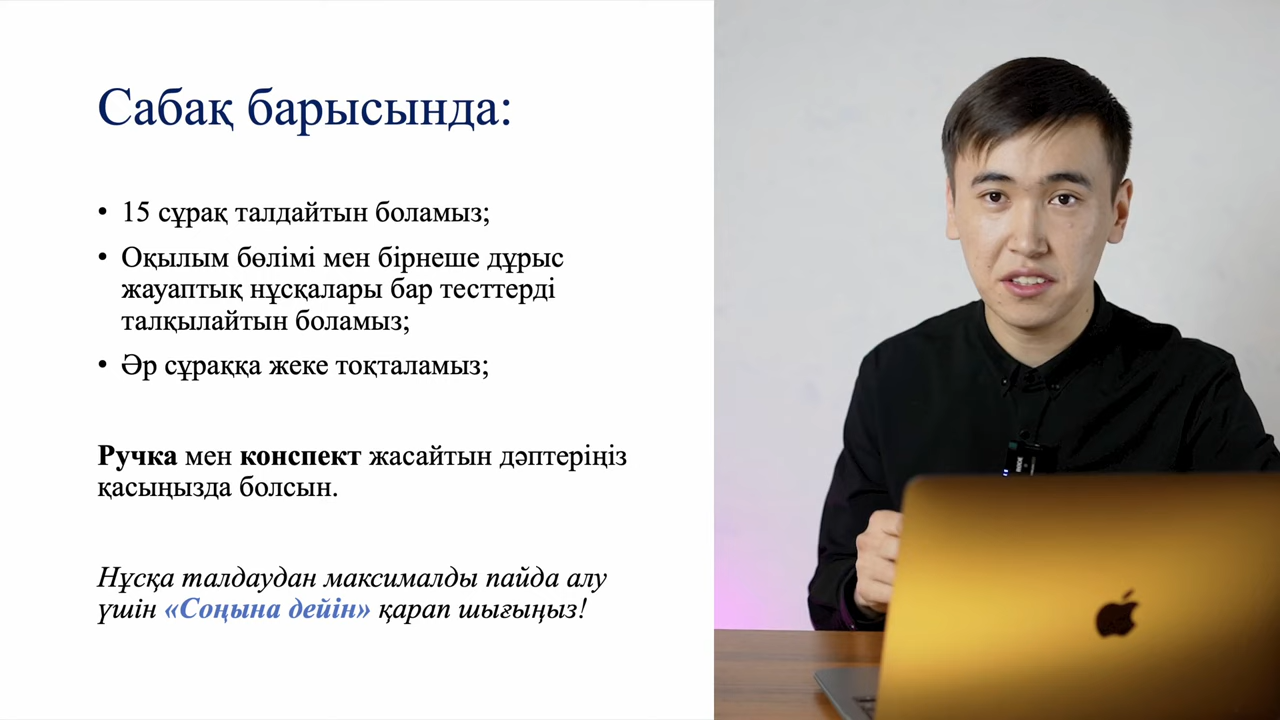 Сабақ барысында:
• 15 сұрақ талдайтын боламыз;
• Оқылым бөлімі мен бірнеше дұрыс
жауаптық нұсқалары бар тесттерді
талқылайтын боламыз;
• Әр сұраққа жеке тоқталамыз;
Ручка мен конспект жасайтын дәптеріңіз
қасыңызда болсын.
Нұсқа талдаудан максималды пайда алу
үшін «Соңына дейін» қарап шығыңыз!